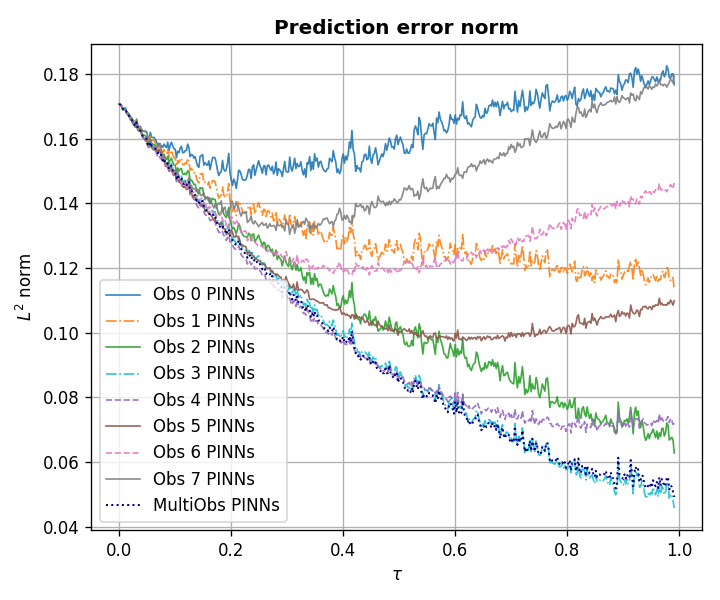 Prediction error norm
L² norm
0.18
0.16
0.14
0.12
0.10
0.08
0.06
0.04
Obs 0 PINNs
Obs 1 PINNs
Obs 2 PINNs
Obs 3 PINNs
Obs 4 PINNs
Obs 5 PINNs
Obs 6 PINNs
Obs 7 PINNs
MultiObs PINNs
0.0 0.2 0.4 0.6 0.8 1.0
τ